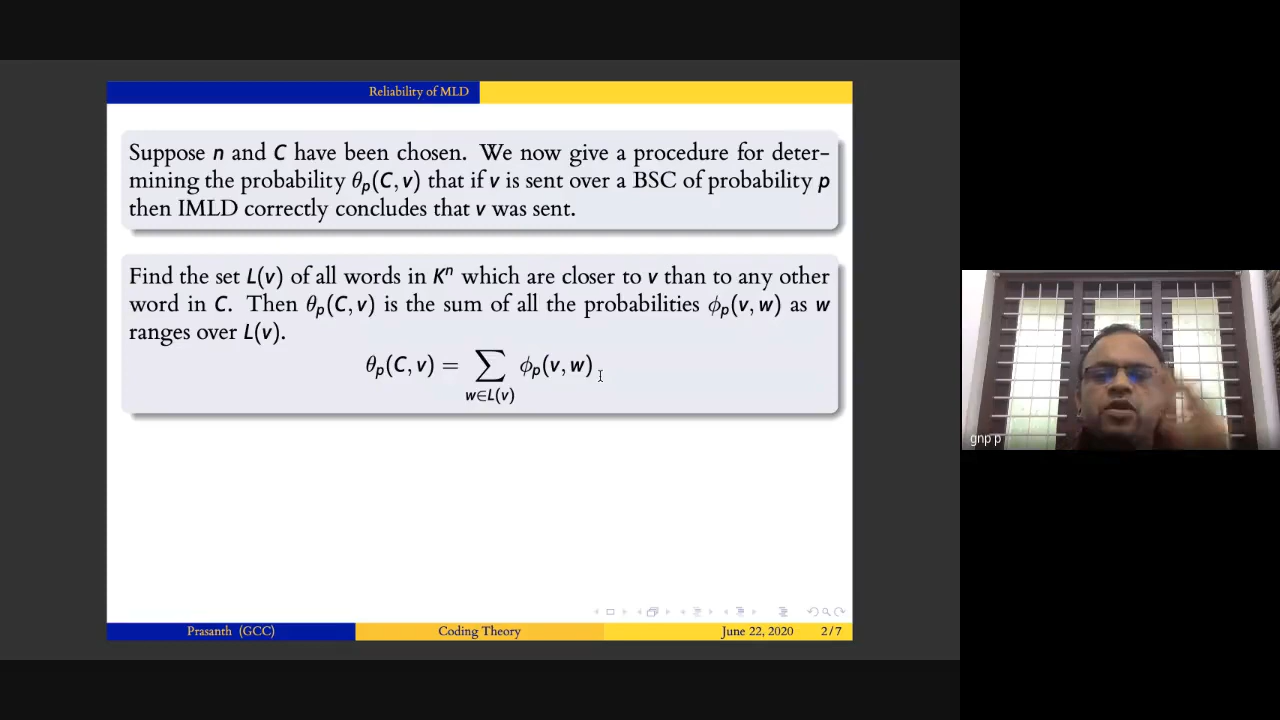 Reliability of MLD
Suppose n and C have been chosen. We now give a procedure for deter-
mining the probability θₚ(C, v) that if v is sent over a BSC of probability p
then IMLD correctly concludes that v was sent.
Find the set L(v) of all words in Kⁿ which are closer to v than to any other
word in C. Then θₚ(C, v) is the sum of all the probabilities ϕₚ(v, w) as w
ranges over L(v).
θₚ(C, v) = ∑ ϕₚ(v, w)
w∈L(v)
gnp p
Prasanth (GCC) Coding Theory June 22, 2020 2/7